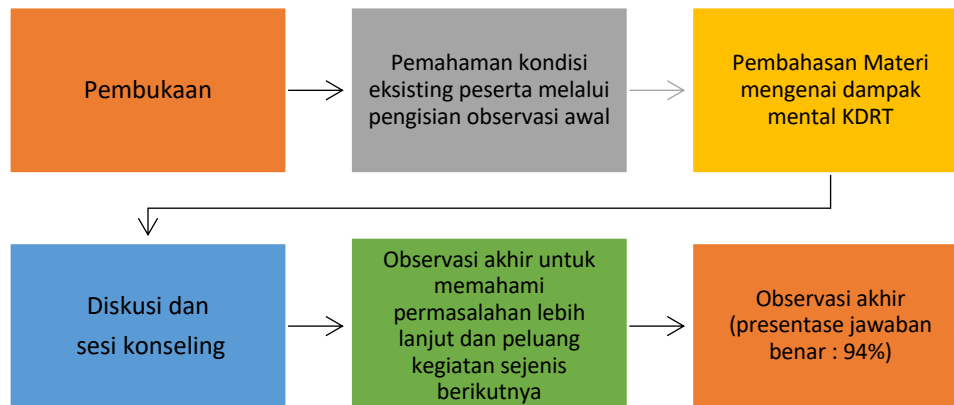 Pembukaan
Pemahaman kondisi
eksisting peserta melalui
pengisian observasi awal
Pembahasan Materi
mengenai dampak
mental KDRT
Diskusi dan
sesi konseling
Observasi akhir untuk
memahami
permasalahan lebih
lanjut dan peluang
kegiatan sejenis
berikutnya
Observasi akhir
(presentase jawaban
benar : 94%)